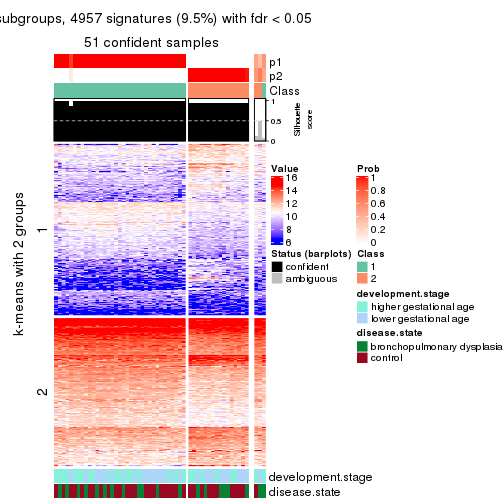 subgroups, 4957 signatures (9.5%) with fdr < 0.05
51 confident samples
p1
p2
Class
1
0.5
0
Silhouette
score
k-means with 2 groups
1
2
Value
16
14
12
10
8
6
Prob
1
0.8
0.6
0.4
0.2
0
Status (barplots)
confident
ambiguous
Class
1
2
development.stage
higher gestational age
lower gestational age
disease.state
bronchopulmonary dysplasia
control
development.stage
disease.state